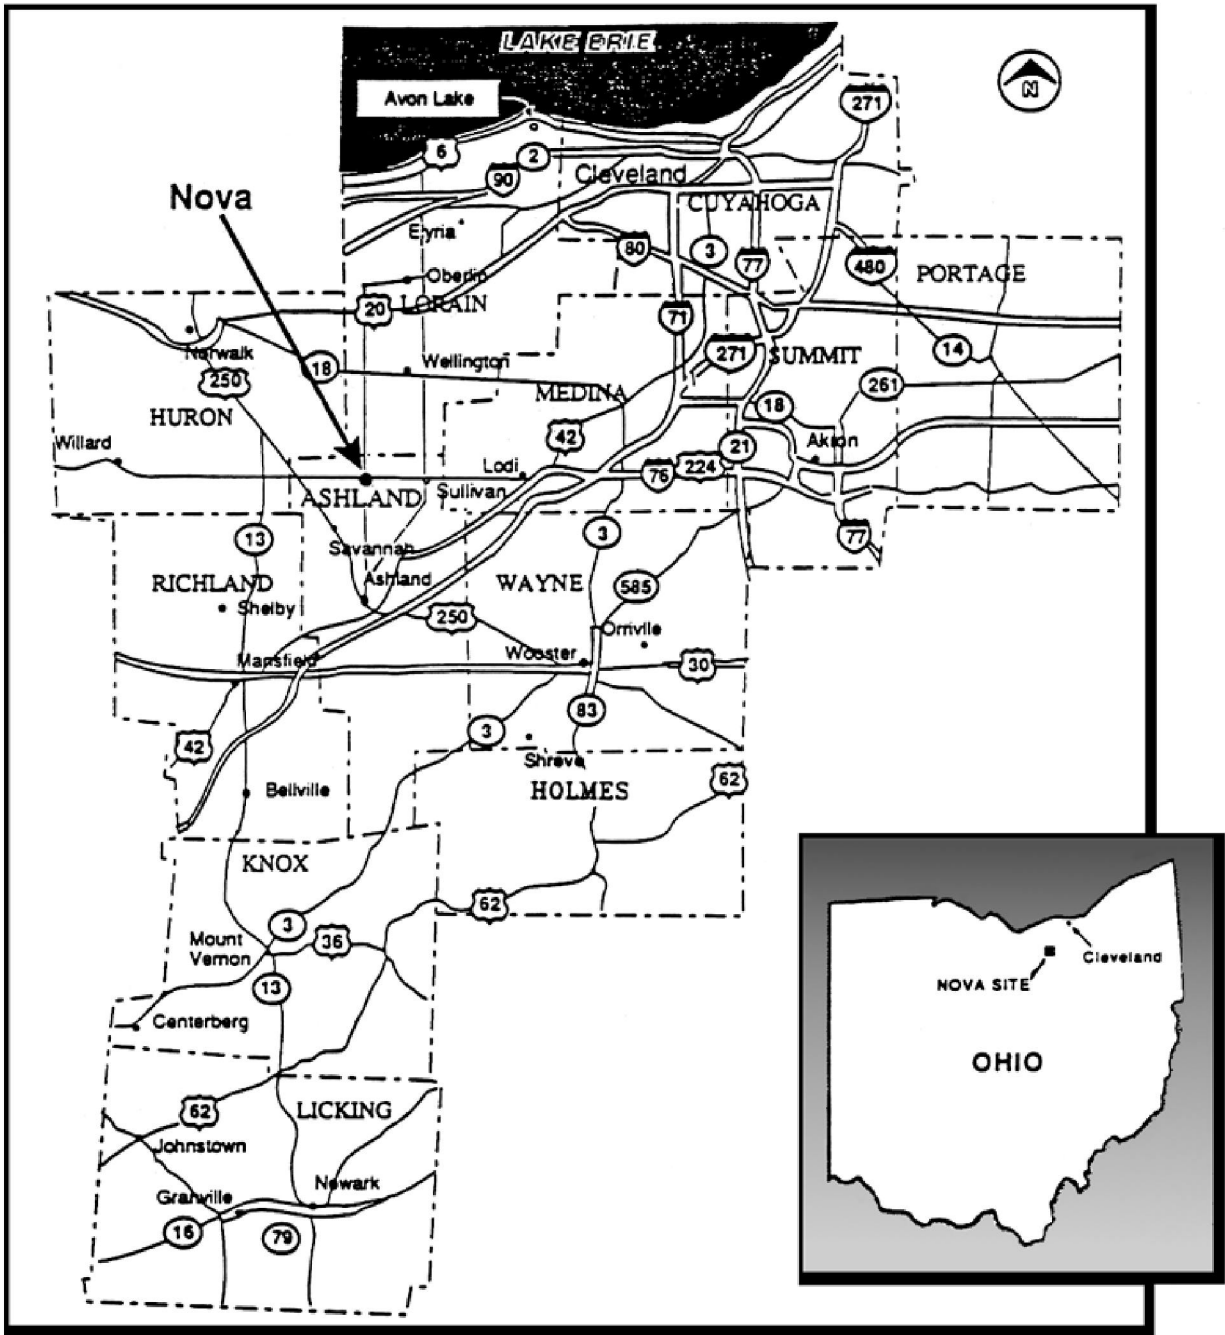 LAKE ERIE
N
Avon Lake
271
6
2
90
Cleveland
Nova
CUYAHOGA
Elyria
80
3
77
480
PORTAGE
Oberlin
20
LORAIN
71
Norwalk
18
Wellington
271
SUMMIT
14
250
MEDINA
261
HURON
18
42
Willard
21
Akron
Lodi
76
224
ASHLAND
Sullivan
13
3
77
Savannah
RICHLAND
Ashland
WAYNE
585
Shelby
250
Orrville
Mansfield
Wooster
30
83
42
3
Shreve
62
Bellville
HOLMES
KNOX
62
3
36
Mount
Vernon
13
Centerberg
62
LICKING
Johnstown
Newark
Granville
16
79
Cleveland
NOVA SITE
OHIO